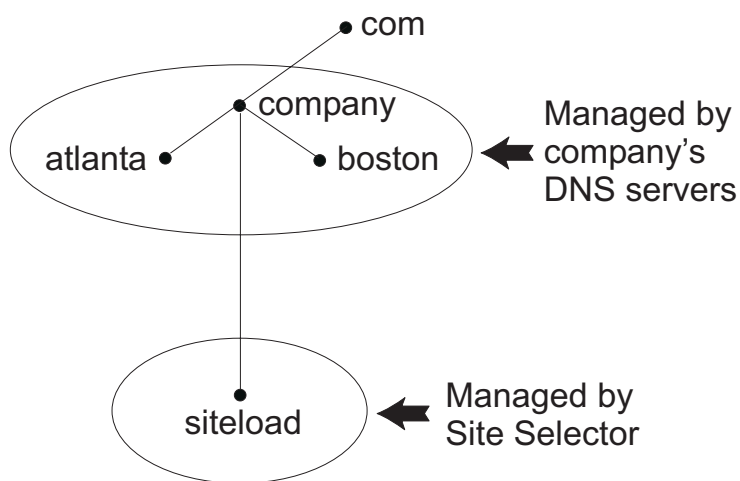 com
company
atlanta
boston
Managed by
company's
DNS servers
siteload
Managed by
Site Selector